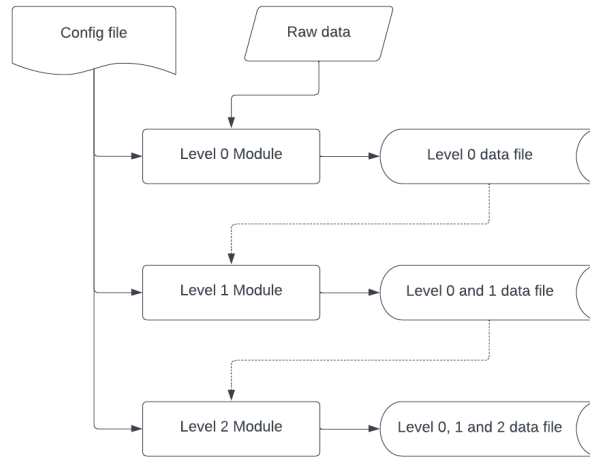 Config file
Raw data
Level 0 Module
Level 0 data file
Level 1 Module
Level 0 and 1 data file
Level 2 Module
Level 0, 1 and 2 data file